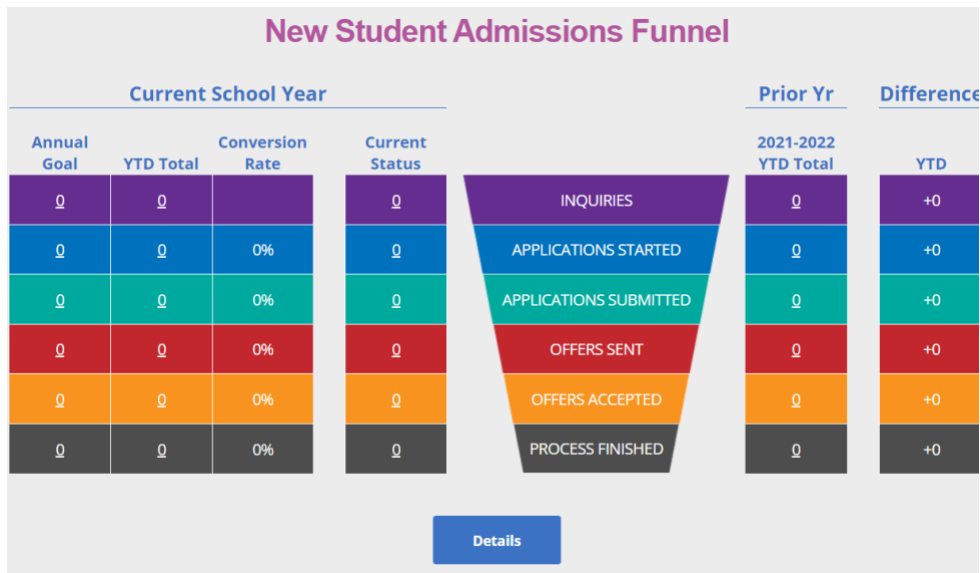 New Student Admissions Funnel
Current School Year Prior Yr Difference
Annual Goal YTD Total Conversion Rate Current Status 2021-2022 YTD Total YTD
0 0 0 INQUIRIES 0 +0
0 0 0% 0 APPLICATIONS STARTED 0 +0
0 0 0% 0 APPLICATIONS SUBMITTED 0 +0
0 0 0% 0 OFFERS SENT 0 +0
0 0 0% 0 OFFERS ACCEPTED 0 +0
0 0 0% 0 PROCESS FINISHED 0 +0
Details